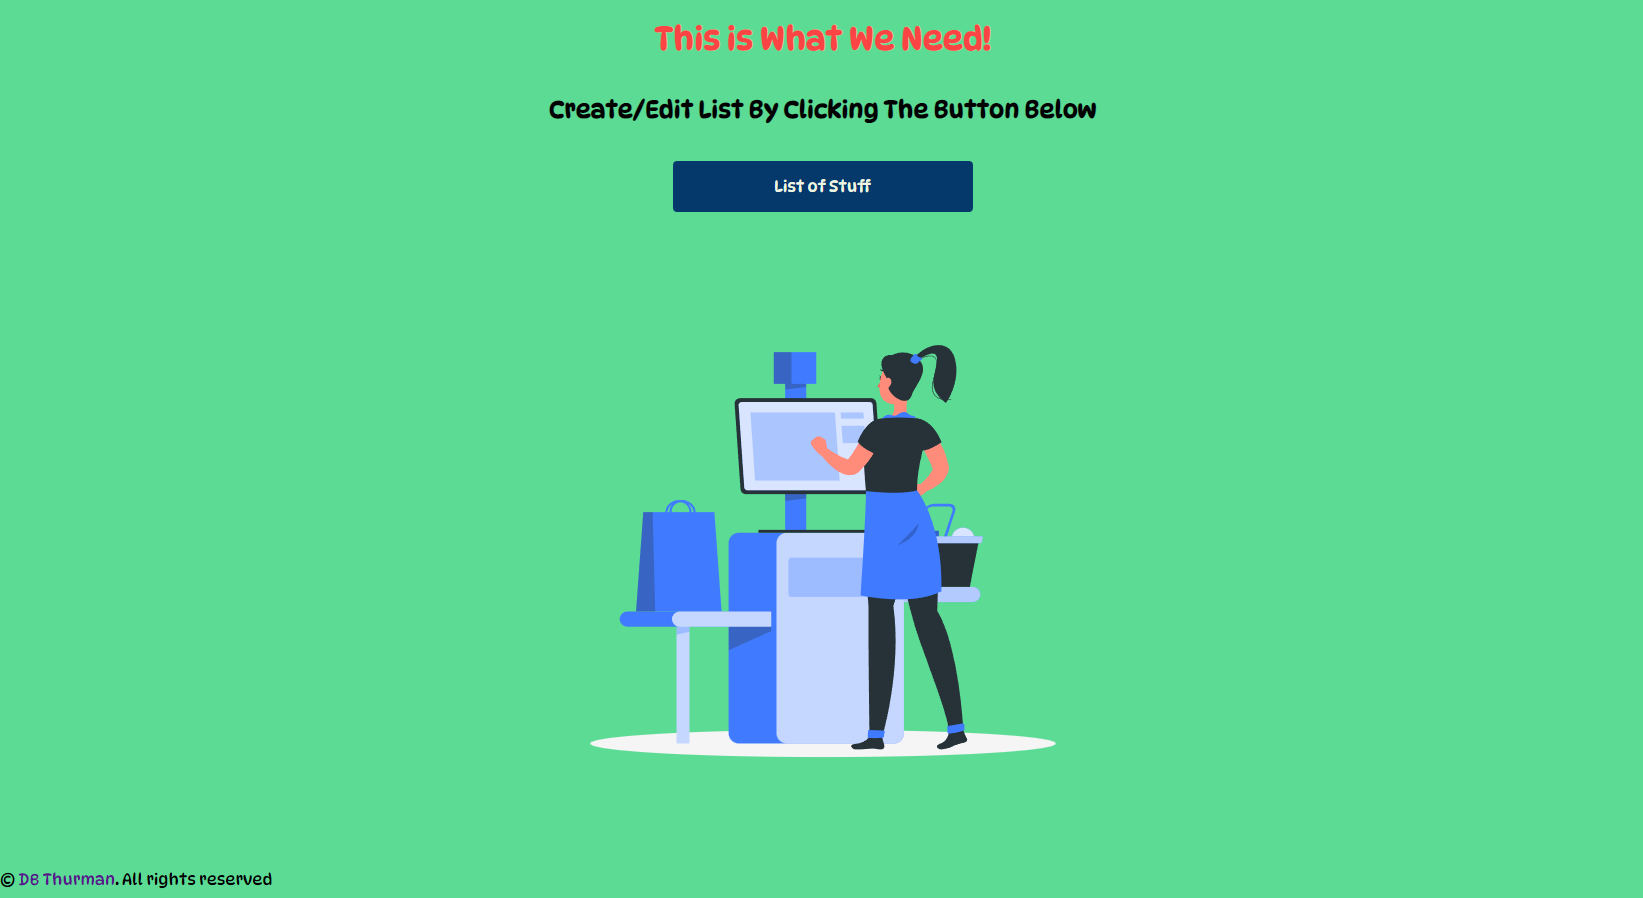 This is What We Need!
Create/Edit List By Clicking The Button Below
List of Stuff
© DB Thurman. All rights reserved